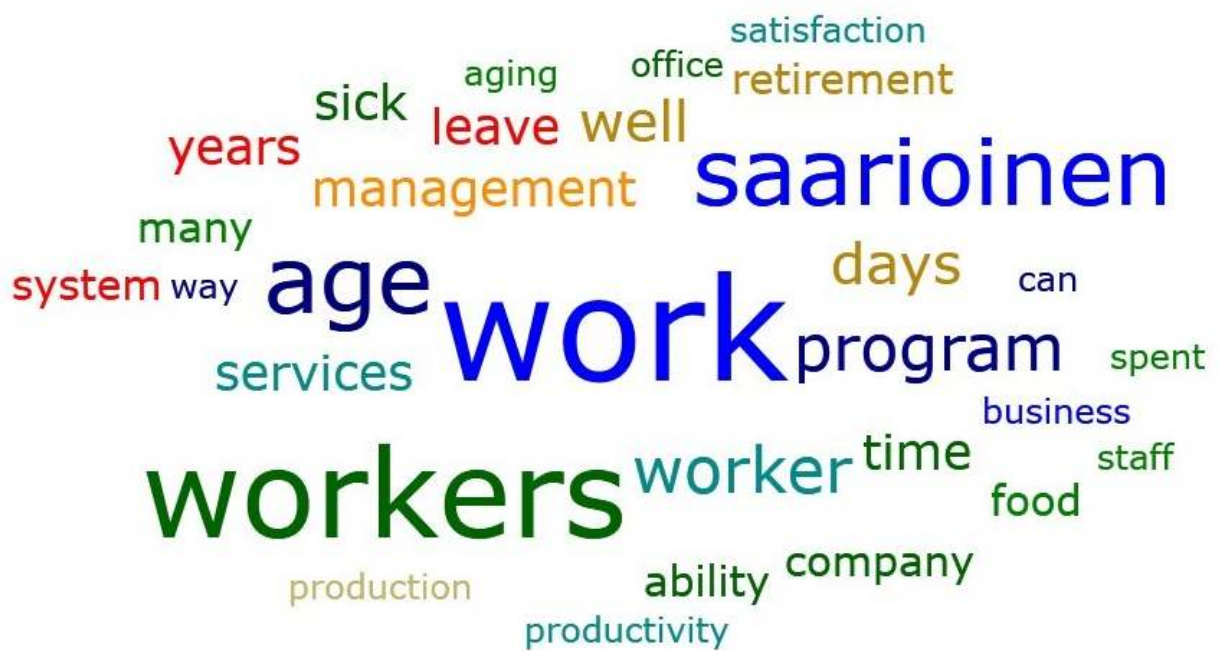 satisfaction
aging
office
retirement
sick
leave
well
years
saarioinen
management
many
age
days
system
way
can
work
program
services
spent
business
workers
worker
time
staff
food
company
production
ability
productivity